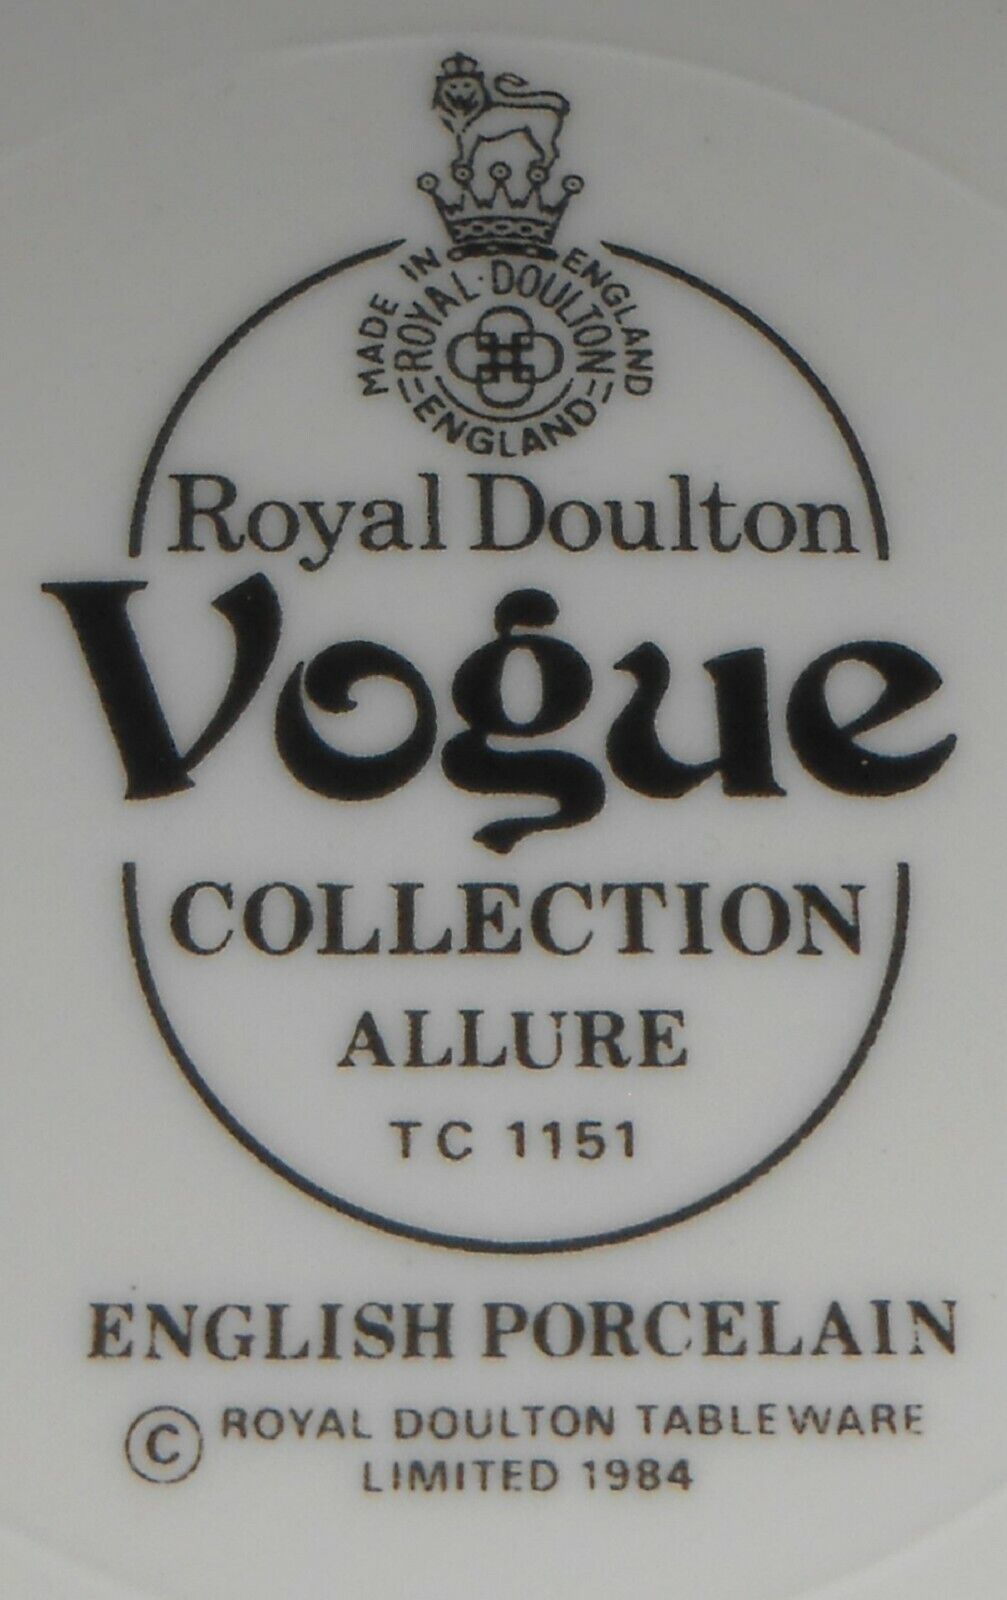 MADE IN ENGLAND
ROYAL · DOULTON
ENGLAND
Royal Doulton
Vogue
COLLECTION
ALLURE
TC 1151
ENGLISH PORCELAIN
© ROYAL DOULTON TABLEWARE
LIMITED 1984